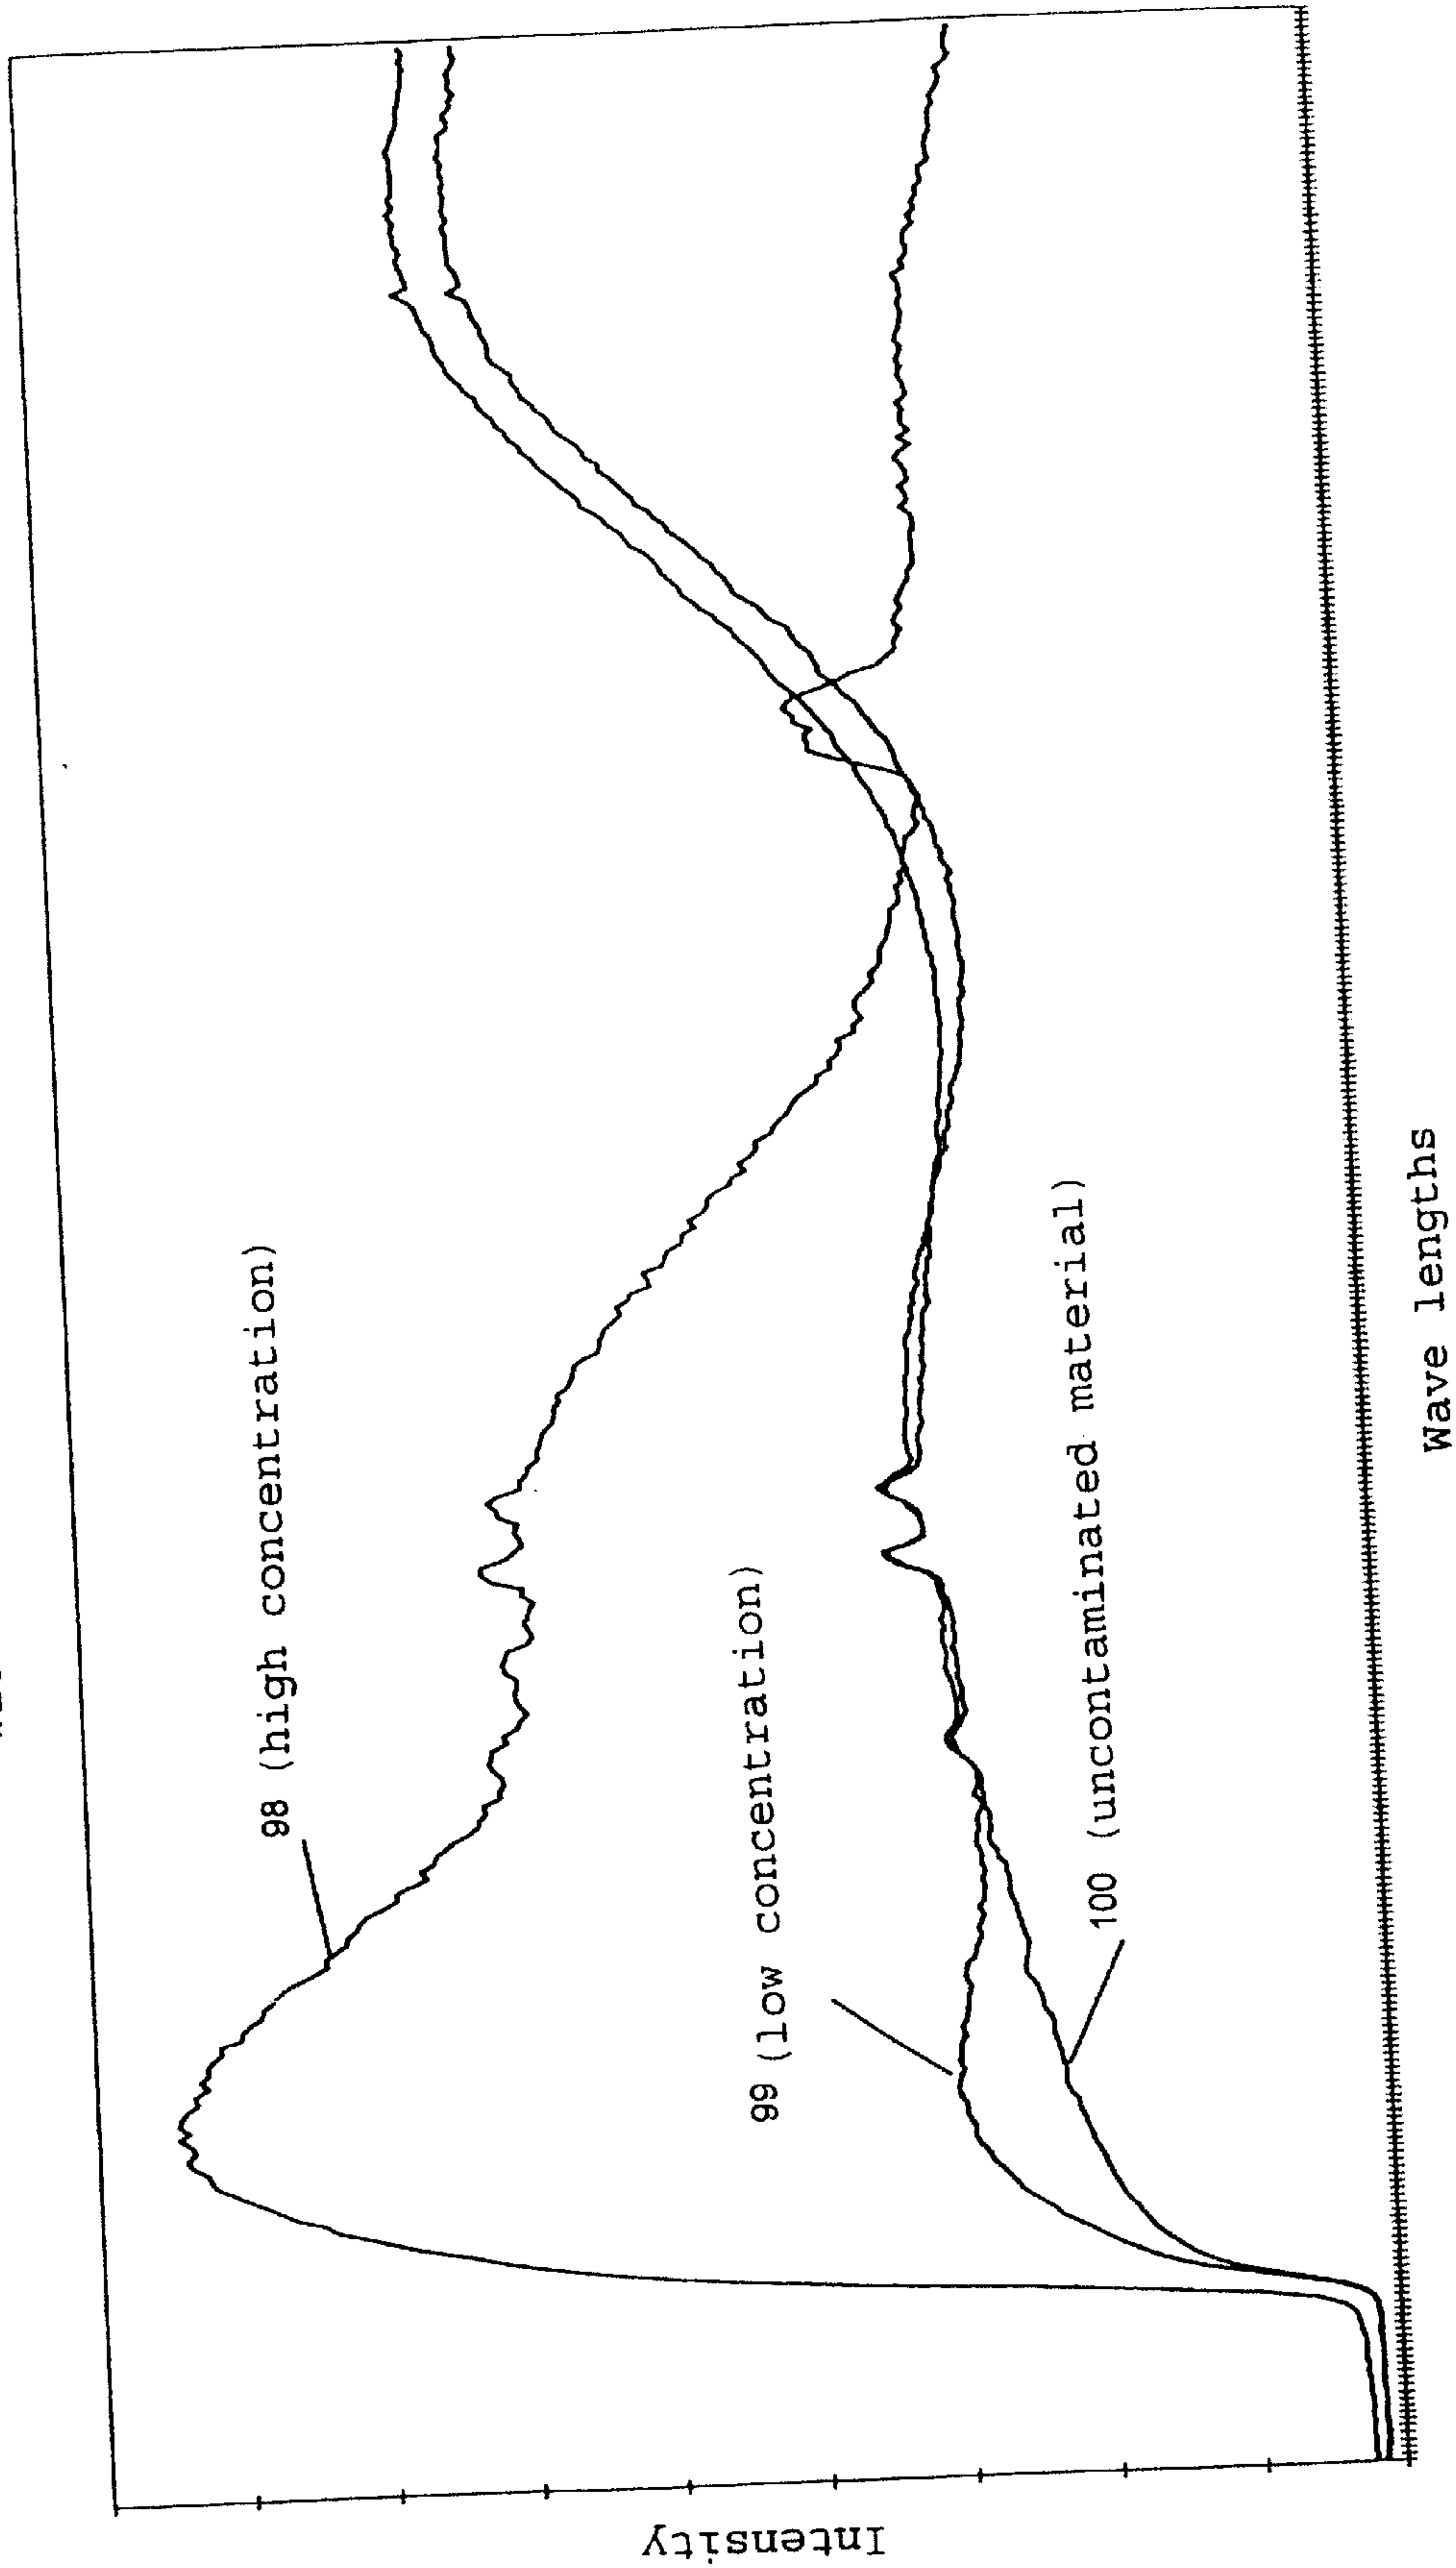 98 (high concentration)
99 (low concentration)
100 (uncontaminated material)
Intensity
Wave lengths